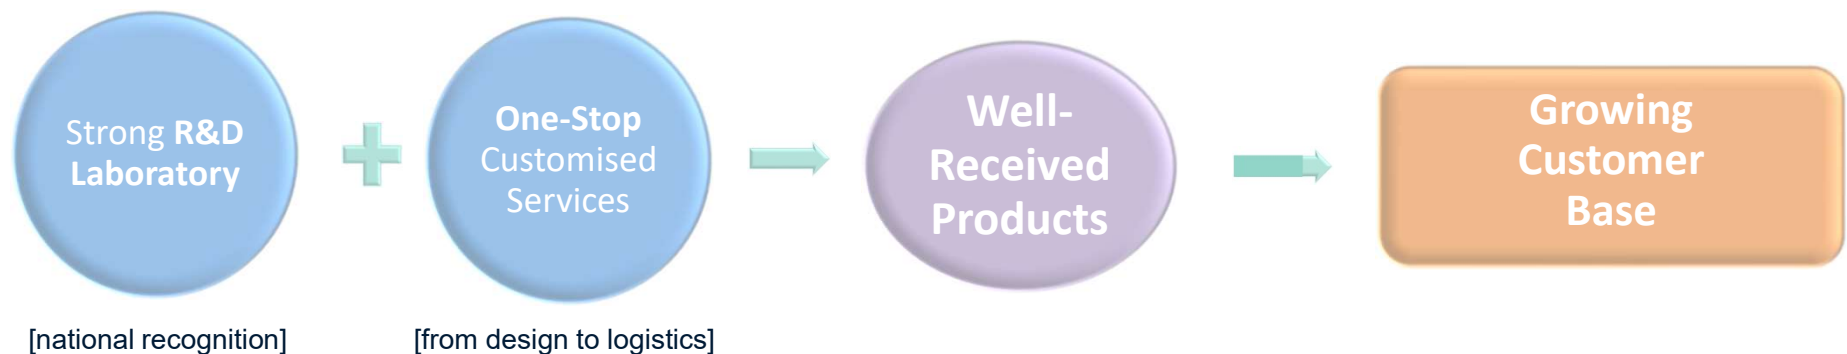 Strong R&D
Laboratory
One-Stop
Customised
Services
Well-
Received
Products
Growing
Customer
Base
[national recognition]
[from design to logistics]